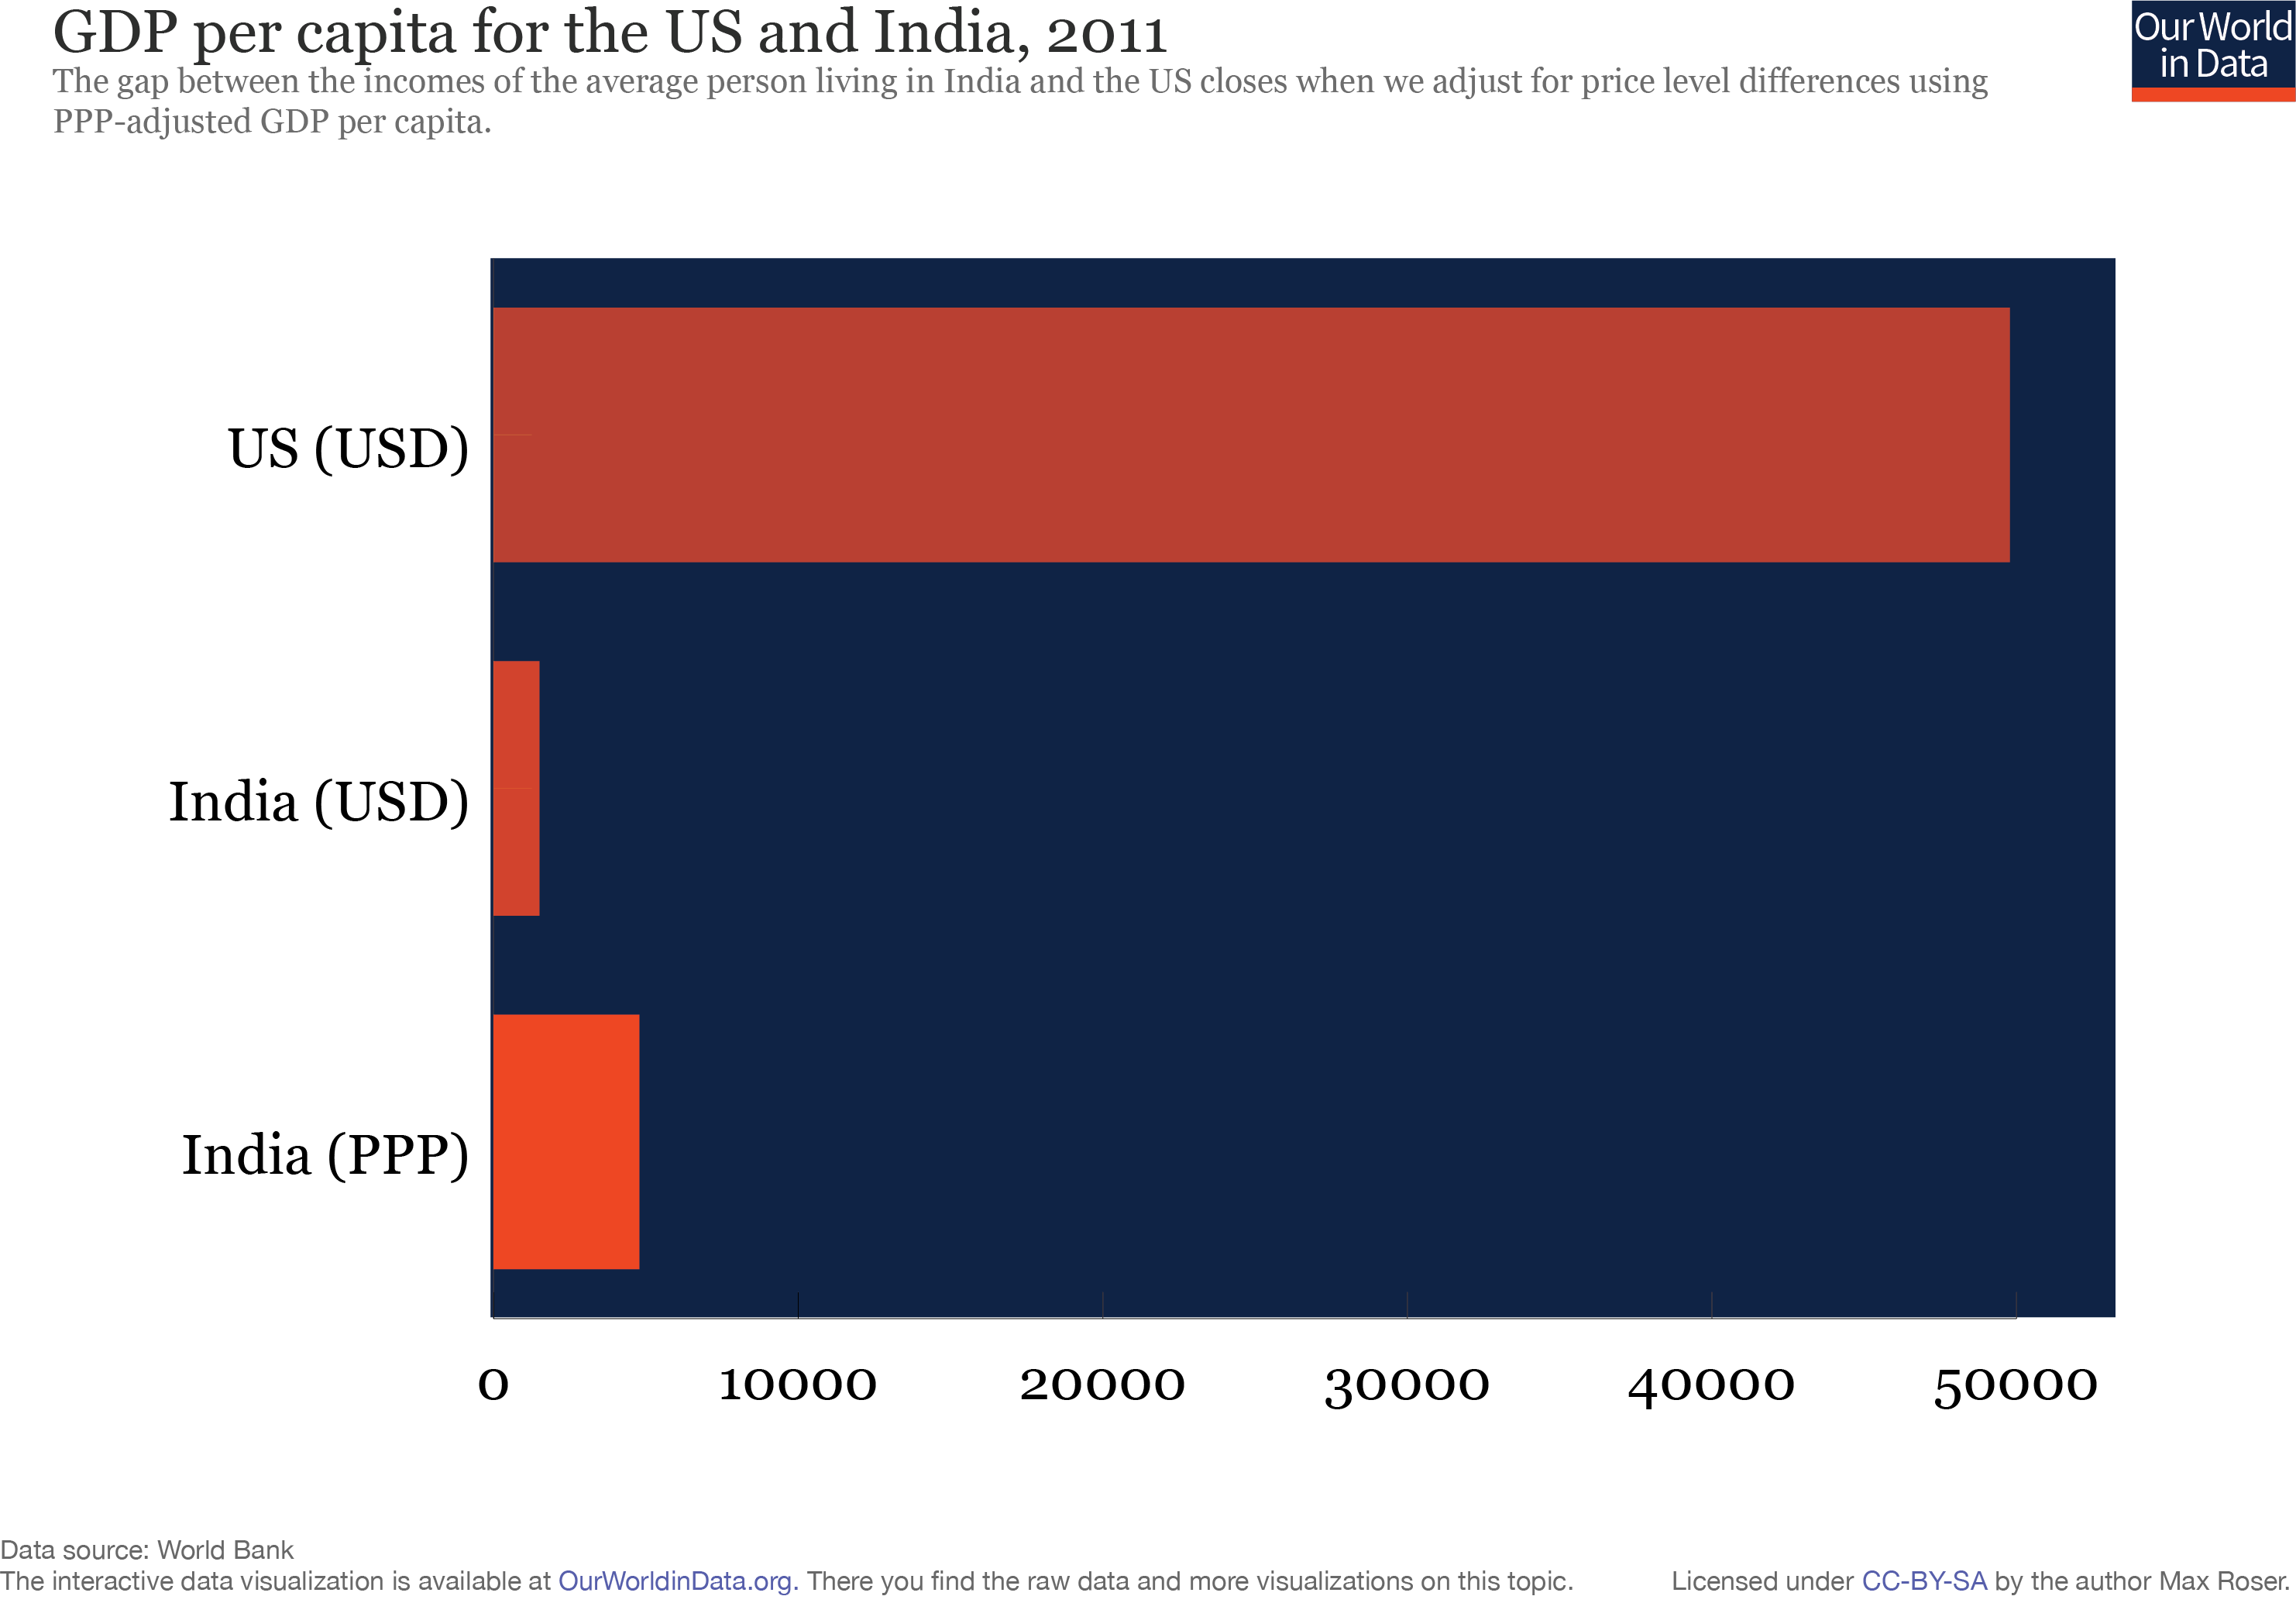 GDP per capita for the US and India, 2011
The gap between the incomes of the average person living in India and the US closes when we adjust for price level differences using
PPP-adjusted GDP per capita.
Our World
in Data
US (USD)
India (USD)
India (PPP)
0 10000 20000 30000 40000 50000
Data source: World Bank
The interactive data visualization is available at OurWorldinData.org. There you find the raw data and more visualizations on this topic. Licensed under CC-BY-SA by the author Max Roser.